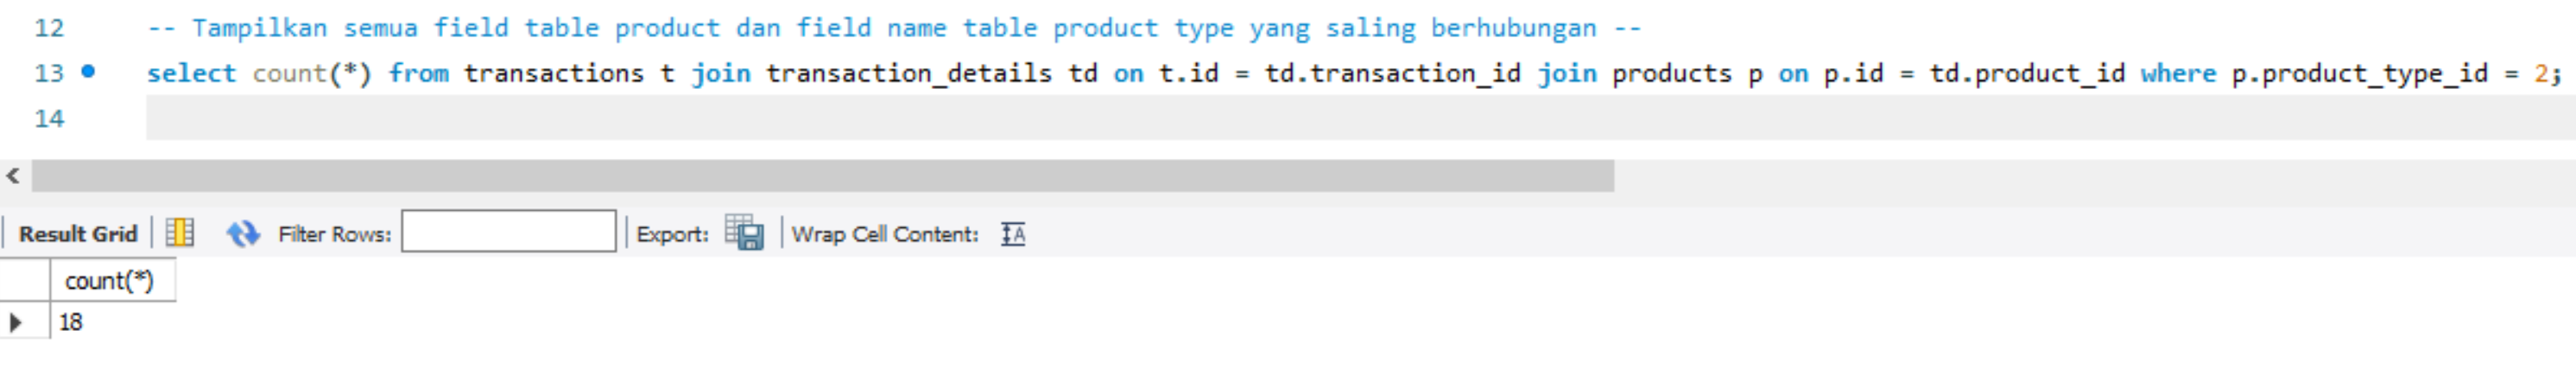 12 -- Tampilkan semua field table product dan field name table product type yang saling berhubungan --
13 select count(*) from transactions t join transaction_details td on t.id = td.transaction_id join products p on p.id = td.product_id where p.product_type_id = 2;
14
Result Grid Filter Rows: Export: Wrap Cell Content: IA
count(*)
18